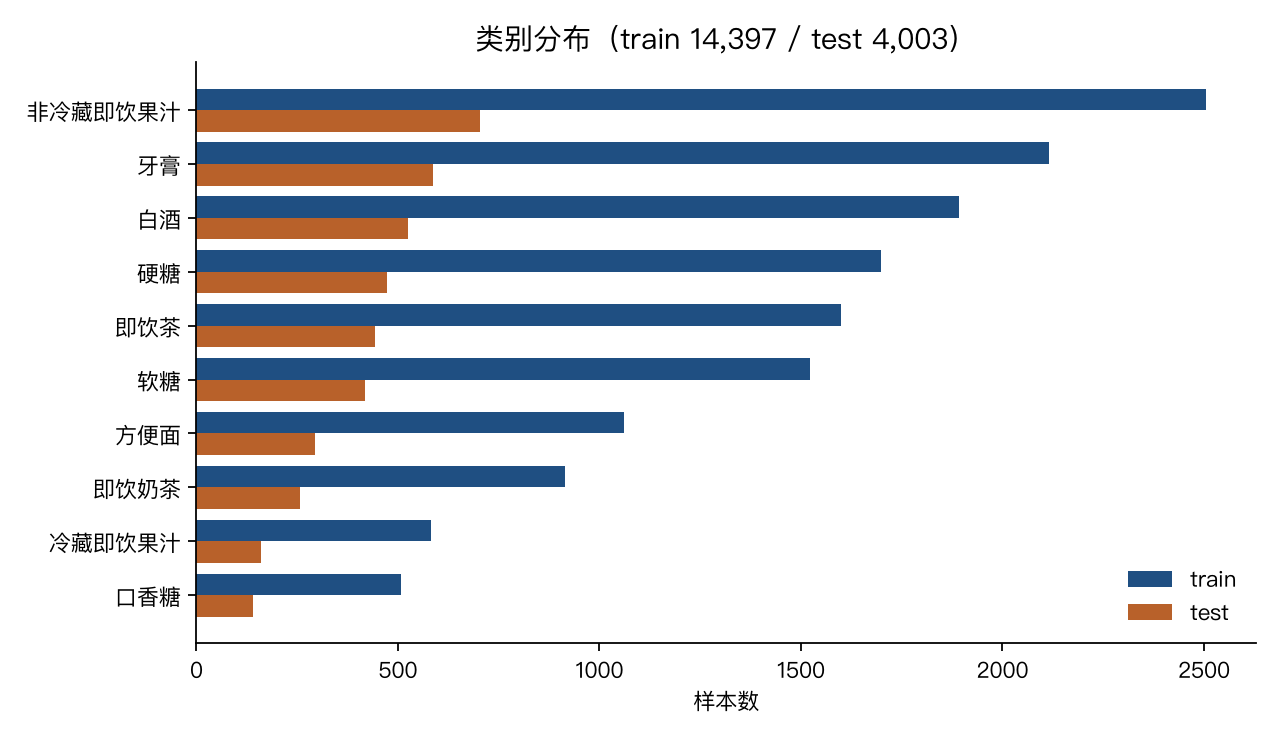 类别分布（train 14,397 / test 4,003）
非冷藏即饮果汁
牙膏
白酒
硬糖
即饮茶
软糖
方便面
即饮奶茶
冷藏即饮果汁
口香糖
train
test
0 500 1000 1500 2000 2500
样本数